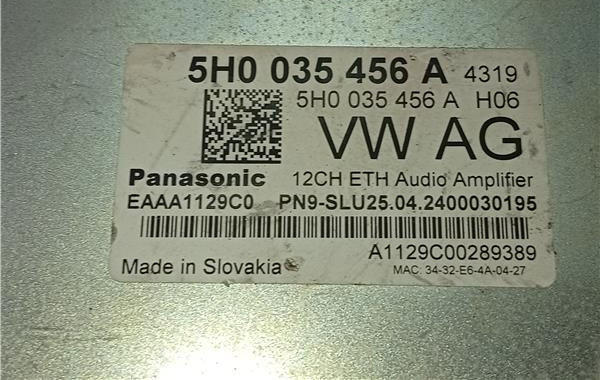 5H0 035 456 A 4319
5H0 035 456 A H06
VW AG
Panasonic 12CH ETH Audio Amplifier
EAAA1129C0 PN9-SLU25.04.2400030195
A1129C00289389
Made in Slovakia MAC: 34-32-E6-4A-04-27